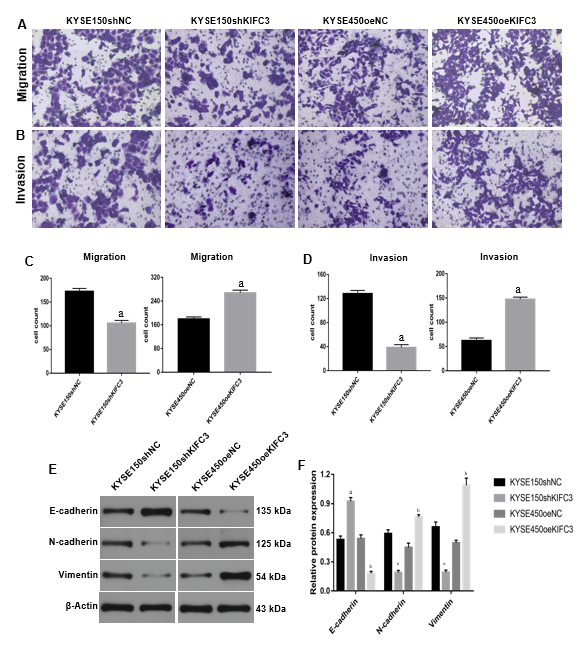 A
KYSE150shNC KYSE150shKIFC3 KYSE450oeNC KYSE450oeKIFC3
Migration
B
Invasion
C
Migration
cell count
200
150
100
50
0
a
KYSE150shNC
KYSE150shKIFC3
Migration
cell count
320
240
160
80
0
a
KYSE450oeNC
KYSE450oeKIFC3
D
Invasion
cell count
160
120
80
40
0
a
KYSE150shNC
KYSE150shKIFC3
Invasion
cell count
200
150
100
50
0
a
KYSE450oeNC
KYSE450oeKIFC3
E
KYSE150shNC
KYSE150shKIFC3
KYSE450oeNC
KYSE450oeKIFC3
E-cadherin 135 kDa
N-cadherin 125 kDa
Vimentin 54 kDa
β-Actin 43 kDa
F
Relative protein expression
1.2
0.9
0.6
0.3
0.0
a
b
a
b
a
b
E-cadherin
N-cadherin
Vimentin
KYSE150shNC
KYSE150shKIFC3
KYSE450oeNC
KYSE450oeKIFC3